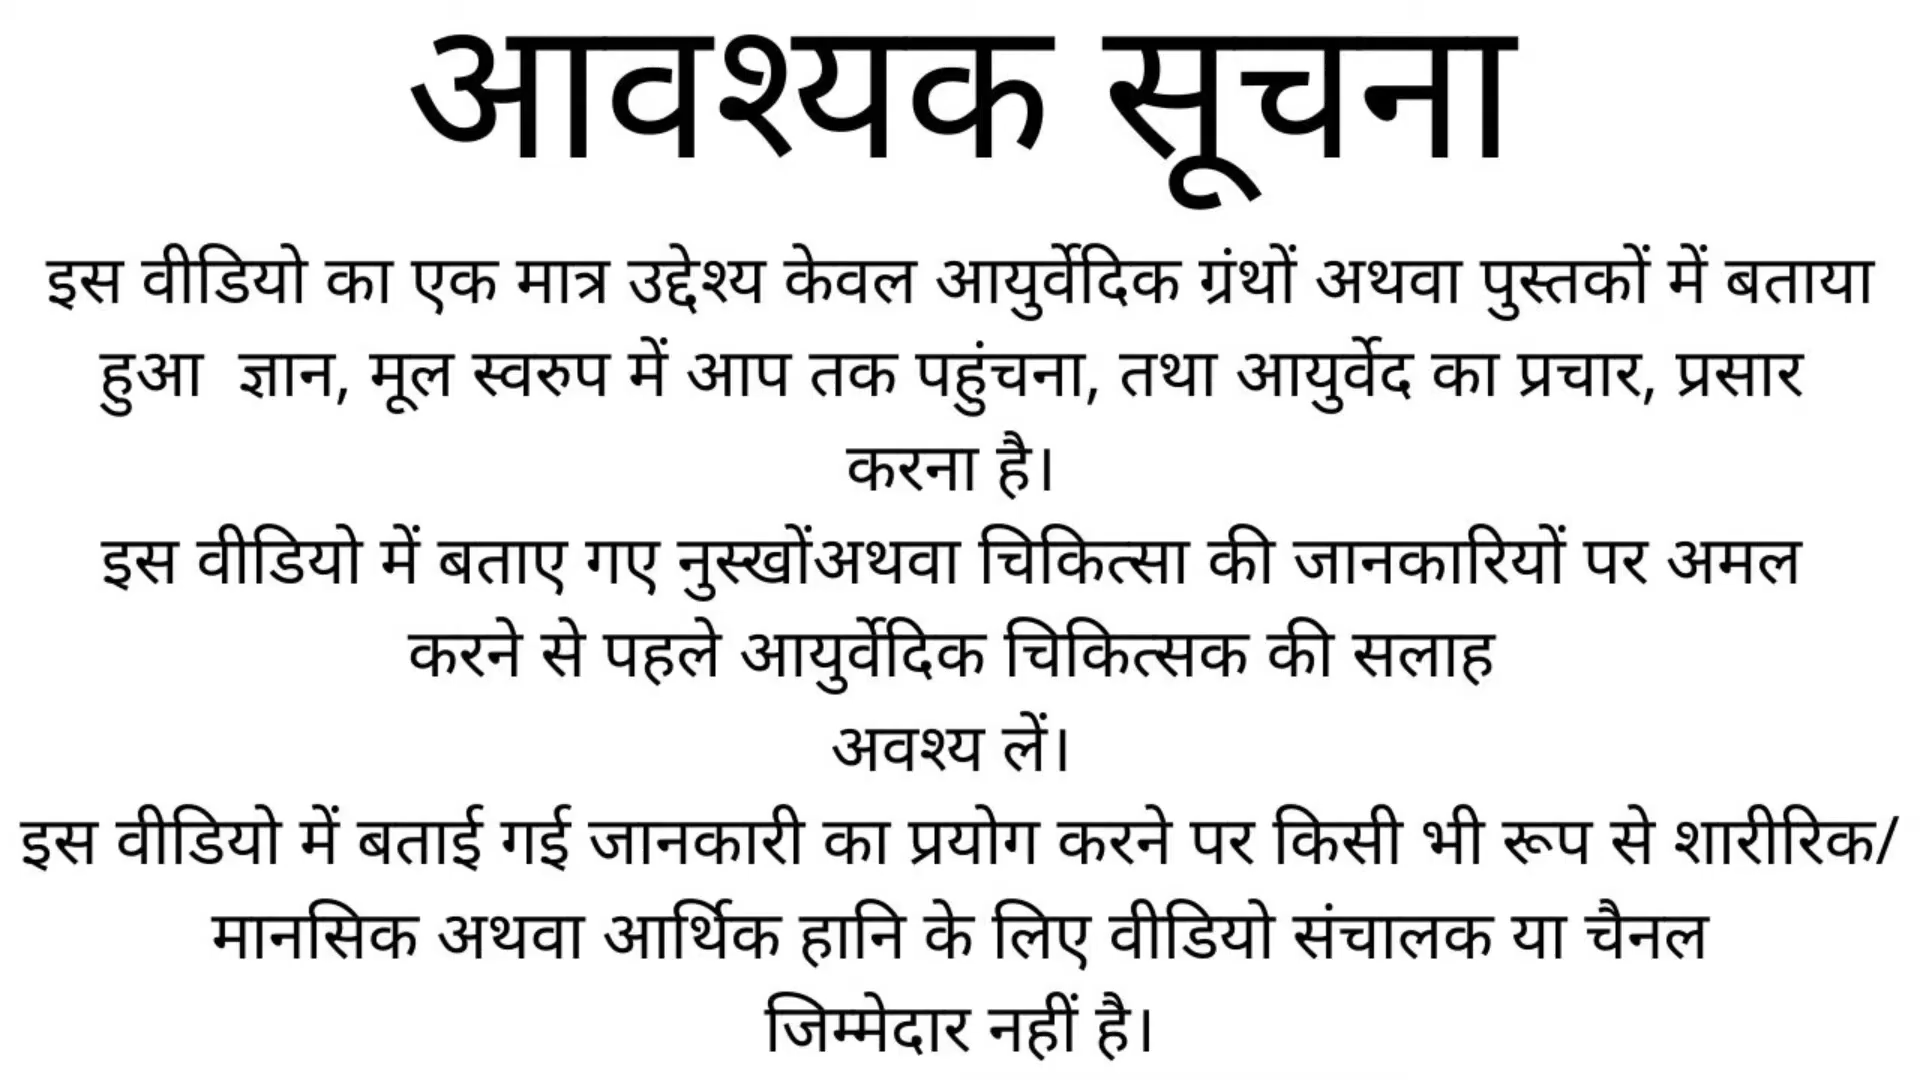 आवश्यक सूचना
इस वीडियो का एक मात्र उद्देश्य केवल आयुर्वेदिक ग्रंथों अथवा पुस्तकों में बताया
हुआ  ज्ञान, मूल स्वरुप में आप तक पहुंचना, तथा आयुर्वेद का प्रचार, प्रसार
करना है।
इस वीडियो में बताए गए नुस्खोंअथवा चिकित्सा की जानकारियों पर अमल
करने से पहले आयुर्वेदिक चिकित्सक की सलाह
अवश्य लें।
इस वीडियो में बताई गई जानकारी का प्रयोग करने पर किसी भी रूप से शारीरिक/
मानसिक अथवा आर्थिक हानि के लिए वीडियो संचालक या चैनल
जिम्मेदार नहीं है।